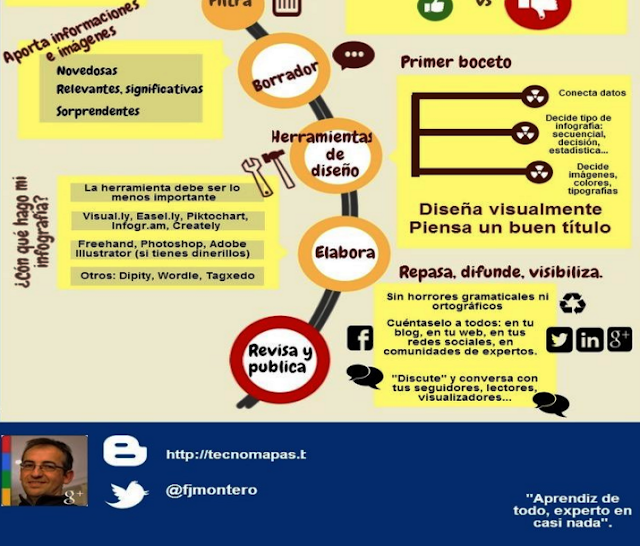 Filtra
vs
Aporta informaciones
e imágenes
Novedosas
Relevantes, significativas
Sorprendentes
Borrador
Primer boceto
Conecta datos
Decide tipo de
infografía:
secuencial,
decisión,
estadística...
Decide
imágenes,
colores,
tipografías
Diseña visualmente
Piensa un buen título
Herramientas
de
diseño
¿Cón qué hago mi
infografía?
La herramienta debe ser lo
menos importante
Visual.ly, Easel.ly, Piktochart,
Infogr.am, Creately
Freehand, Photoshop, Adobe
Illustrator (si tienes dinerillos)
Otros: Dipity, Wordle, Tagxedo
Elabora
Repasa, difunde, visibiliza.
Sin horrores gramaticales ni
ortográficos
Cuéntaselo a todos: en tu
blog, en tu web, en tus
redes sociales, en
comunidades de expertos.
"Discute" y conversa con
tus seguidores, lectores,
visualizadores...
f
in
g+
Revisa y
publica
g+
http://tecnomapas.b
@fjmontero
"Aprendiz de
todo, experto en
casi nada".